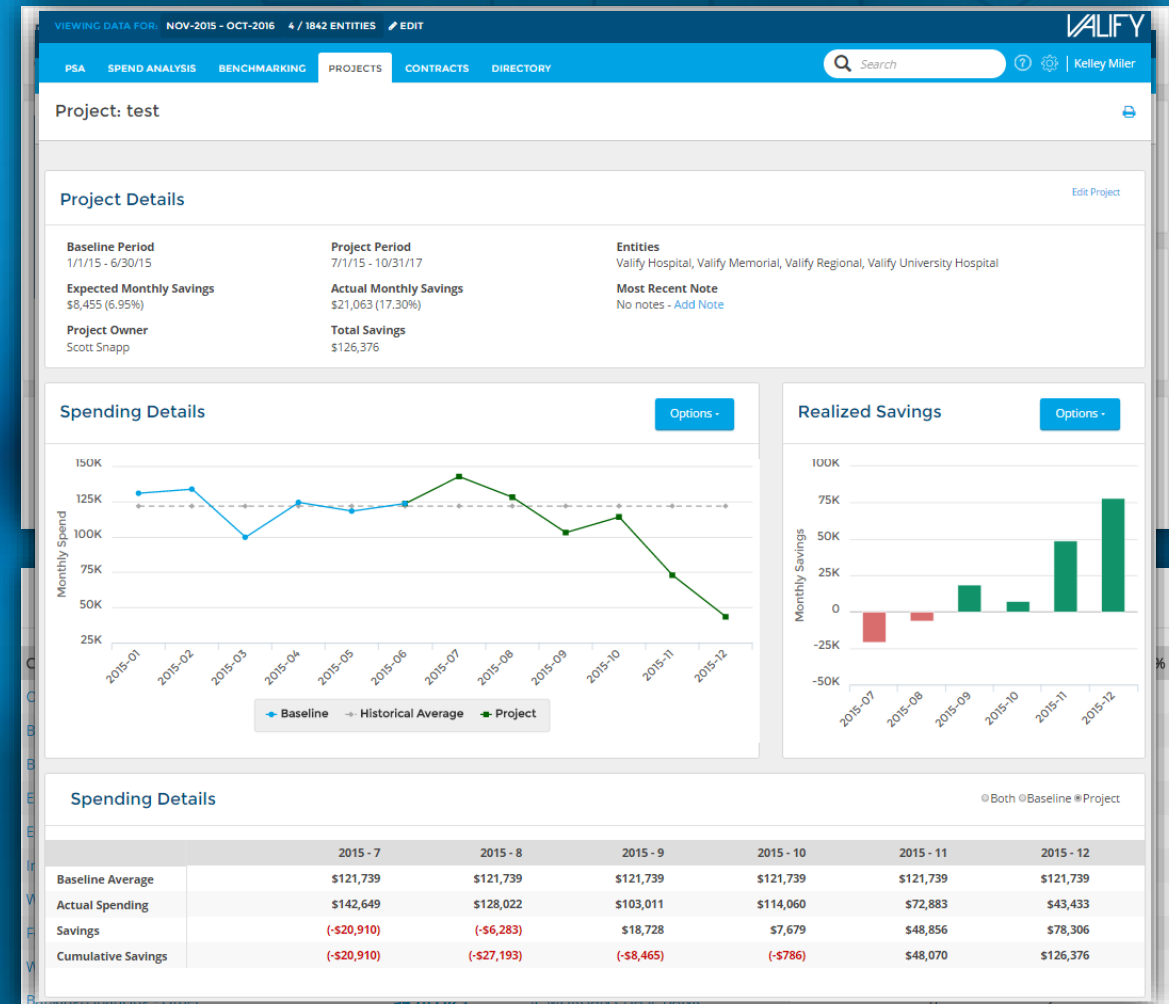 VIEWING DATA FOR: NOV-2015 - OCT-2016 4 / 1842 ENTITIES EDIT
VALIFY
PSA SPEND ANALYSIS BENCHMARKING PROJECTS CONTRACTS DIRECTORY Search Kelley Miler
Project: test
Project Details Edit Project
Baseline Period Project Period Entities
1/1/15 - 6/30/15 7/1/15 - 10/31/17 Valify Hospital, Valify Memorial, Valify Regional, Valify University Hospital
Expected Monthly Savings Actual Monthly Savings Most Recent Note
$8,455 (6.95%) $21,063 (17.30%) No notes - Add Note
Project Owner Total Savings
Scott Snapp $126,376
Spending Details Options -
150K
125K
100K
75K
50K
25K
Monthly Spend
2015-01 2015-02 2015-03 2015-04 2015-05 2015-06 2015-07 2015-08 2015-09 2015-10 2015-11 2015-12
Baseline Historical Average Project
Realized Savings Options -
100K
75K
50K
25K
0
-25K
-50K
Monthly Savings
2015-07 2015-08 2015-09 2015-10 2015-11 2015-12
Spending Details Both Baseline Project
2015 - 7 2015 - 8 2015 - 9 2015 - 10 2015 - 11 2015 - 12
Baseline Average $121,739 $121,739 $121,739 $121,739 $121,739 $121,739
Actual Spending $142,649 $128,022 $103,011 $114,060 $72,883 $43,433
Savings (-$20,910) (-$6,283) $18,728 $7,679 $48,856 $78,306
Cumulative Savings (-$20,910) (-$27,193) (-$8,465) (-$786) $48,070 $126,376